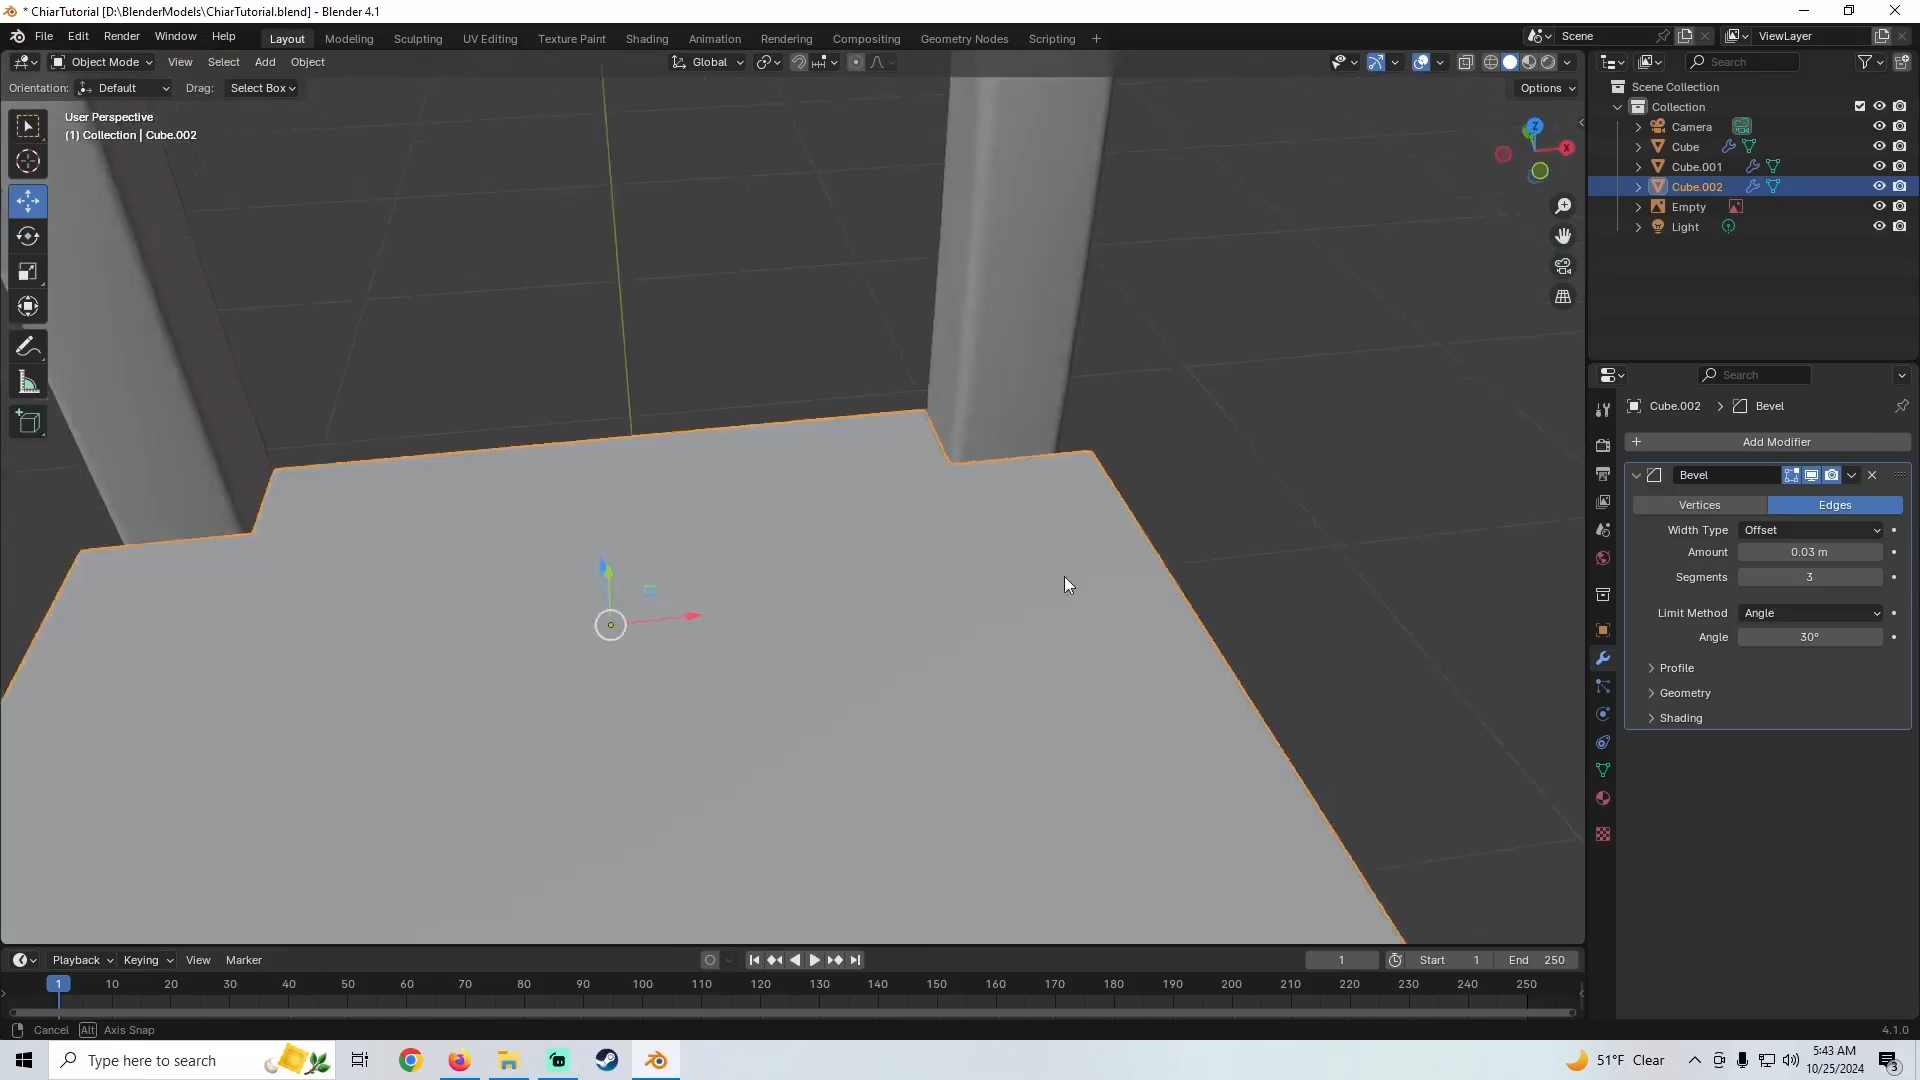 * ChiarTutorial [D:\BlenderModels\ChiarTutorial.blend] - Blender 4.1
File Edit Render Window Help
Layout Modeling Sculpting UV Editing Texture Paint Shading Animation Rendering Compositing Geometry Nodes Scripting +
Scene
ViewLayer
Object Mode View Select Add Object
Global
Orientation: Default Drag: Select Box
Options
User Perspective
(1) Collection | Cube.002
Z
X
Search
Scene Collection
Collection
Camera
Cube
Cube.001
Cube.002
Empty
Light
Search
Cube.002 > Bevel
+ Add Modifier
Bevel
Vertices Edges
Width Type Offset
Amount 0.03 m
Segments 3
Limit Method Angle
Angle 30°
Profile
Geometry
Shading
Playback Keying View Marker
1 Start 1 End 250
1 10 20 30 40 50 60 70 80 90 100 110 120 130 140 150 160 170 180 190 200 210 220 230 240 250
Cancel Alt Axis Snap
4.1.0
Type here to search
51°F Clear
5:43 AM
10/25/2024
3